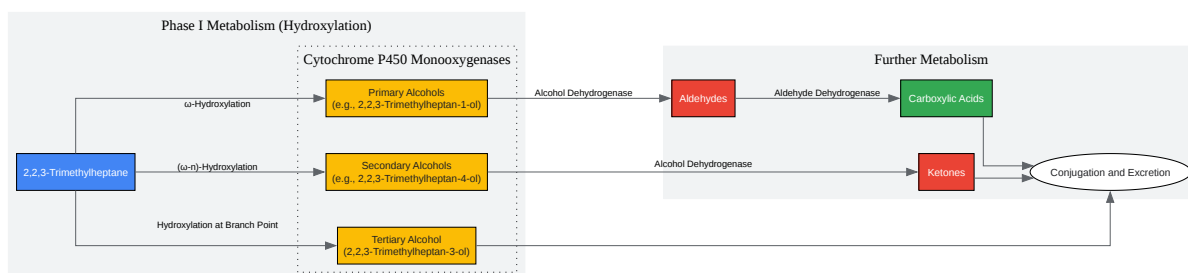 Phase I Metabolism (Hydroxylation)
Cytochrome P450 Monooxygenases
Further Metabolism
Primary Alcohols
(e.g., 2,2,3-Trimethylheptan-1-ol)
ω-Hydroxylation
Alcohol Dehydrogenase
Aldehydes
Aldehyde Dehydrogenase
Carboxylic Acids
2,2,3-Trimethylheptane
(ω-n)-Hydroxylation
Secondary Alcohols
(e.g., 2,2,3-Trimethylheptan-4-ol)
Alcohol Dehydrogenase
Ketones
Conjugation and Excretion
Hydroxylation at Branch Point
Tertiary Alcohol
(2,2,3-Trimethylheptan-3-ol)